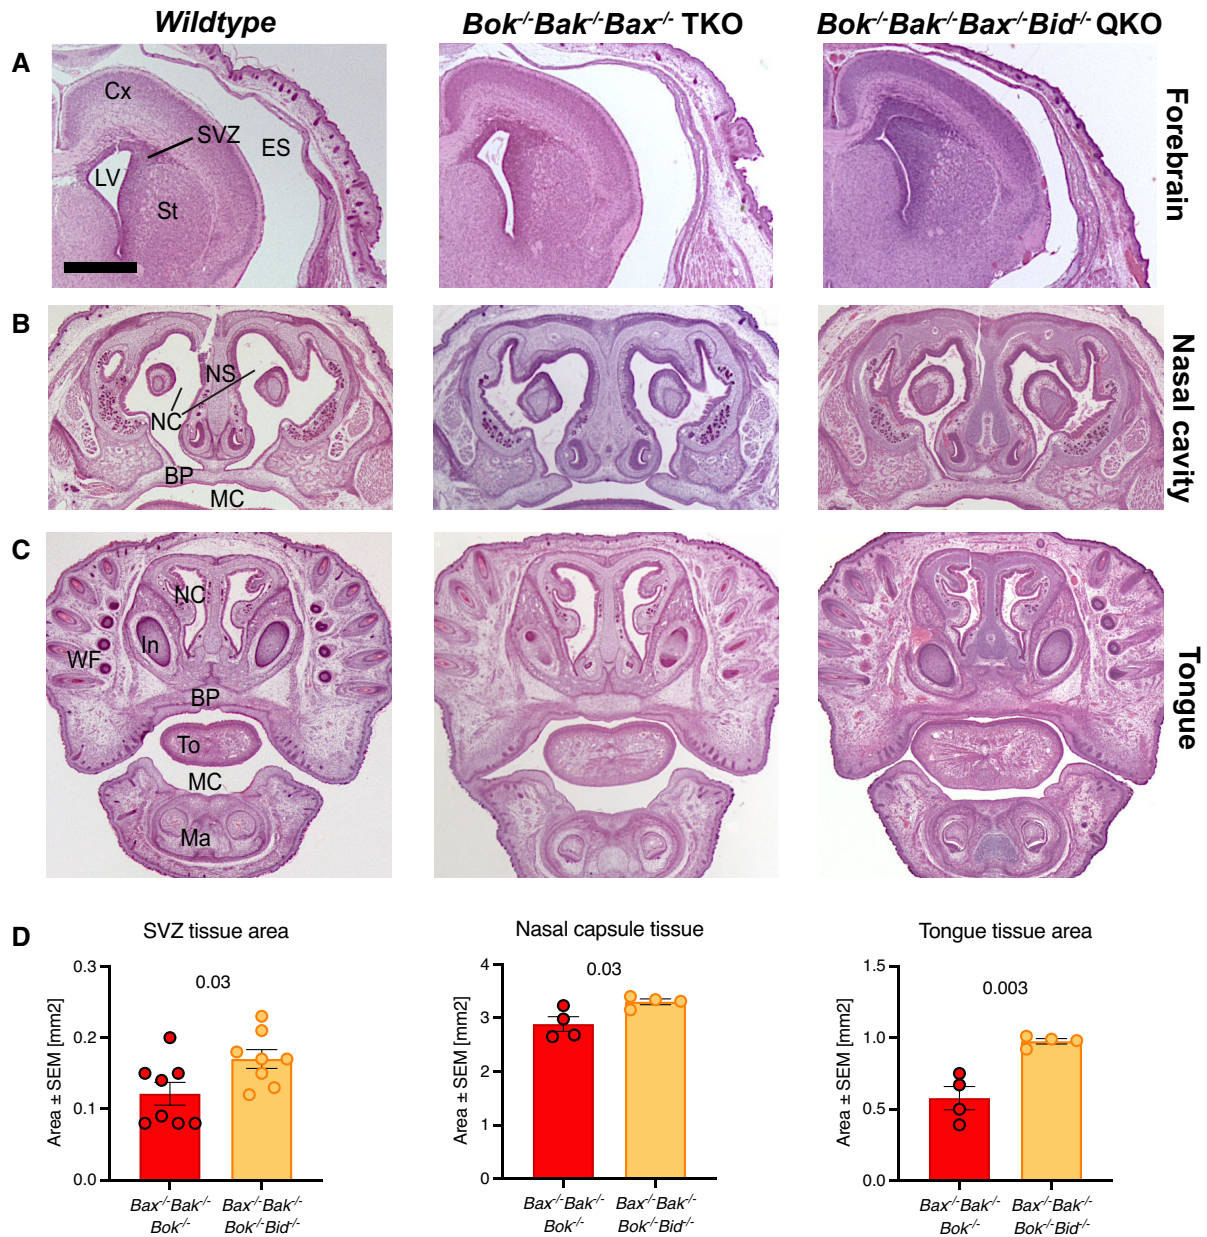 Wildtype
Bok-/-Bak-/-Bax-/- TKO
Bok-/-Bak-/-Bax-/-Bid-/- QKO
A
Cx
SVZ
ES
LV
St
Forebrain
B
NS
NC
BP
MC
Nasal cavity
C
NC
In
WF
BP
To
MC
Ma
Tongue
D
SVZ tissue area
0.03
Area ± SEM [mm2]
0.3
0.2
0.1
0.0
Bax-/-Bak-/-
Bok-/-
Bax-/-Bak-/-
Bok-/-Bid-/-
Nasal capsule tissue
0.03
Area ± SEM [mm2]
4
3
2
1
0
Bax-/-Bak-/-
Bok-/-
Bax-/-Bak-/-
Bok-/-Bid-/-
Tongue tissue area
0.003
Area ± SEM [mm2]
1.5
1.0
0.5
0.0
Bax-/-Bak-/-
Bok-/-
Bax-/-Bak-/-
Bok-/-Bid-/-